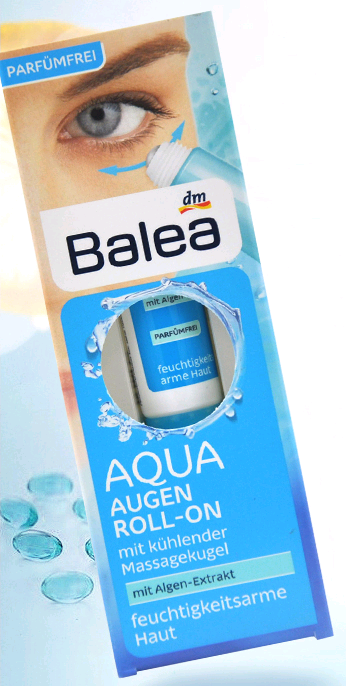 PARFÜMFREI
dm
Balea
mit Algen
PARFÜMFREI
feuchtigkeit
arme Haut
AQUA
AUGEN
ROLL-ON
mit kühlender
Massagekugel
mit Algen-Extrakt
feuchtigkeitsarme
Haut